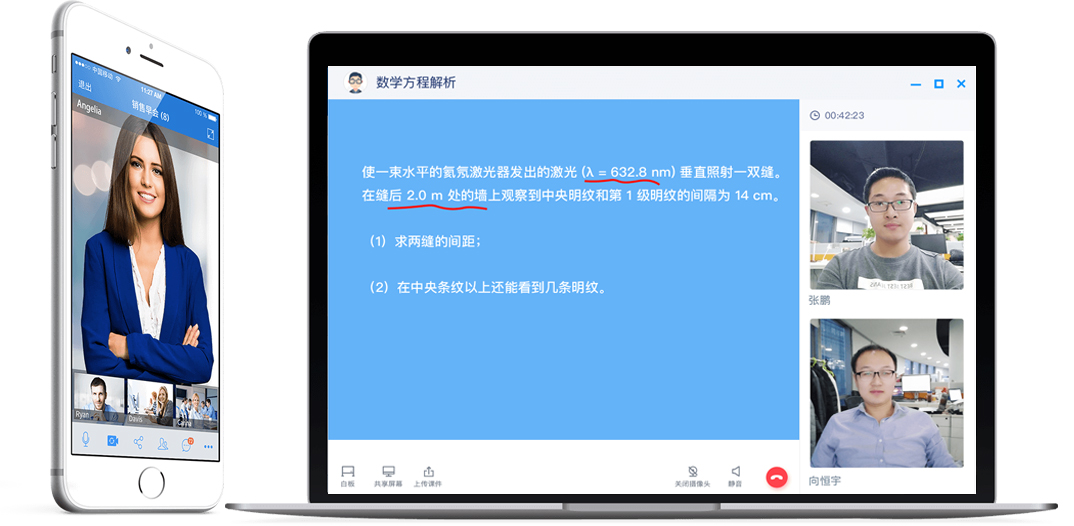 中国移动
11:27 AM
100 %
退出
销售早会 (8)
Angelia
Ryan
Davis
数学方程解析
00:42:23
使一束水平的氦氖激光器发出的激光 (λ = 632.8 nm) 垂直照射一双缝。
在缝后 2.0 m 处的墙上观察到中央明纹和第 1 级明纹的间隔为 14 cm。
（1）求两缝的间距；
（2）在中央条纹以上还能看到几条明纹。
张鹏
向恒宇
白板
共享屏幕
上传课件
关闭摄像头
静音